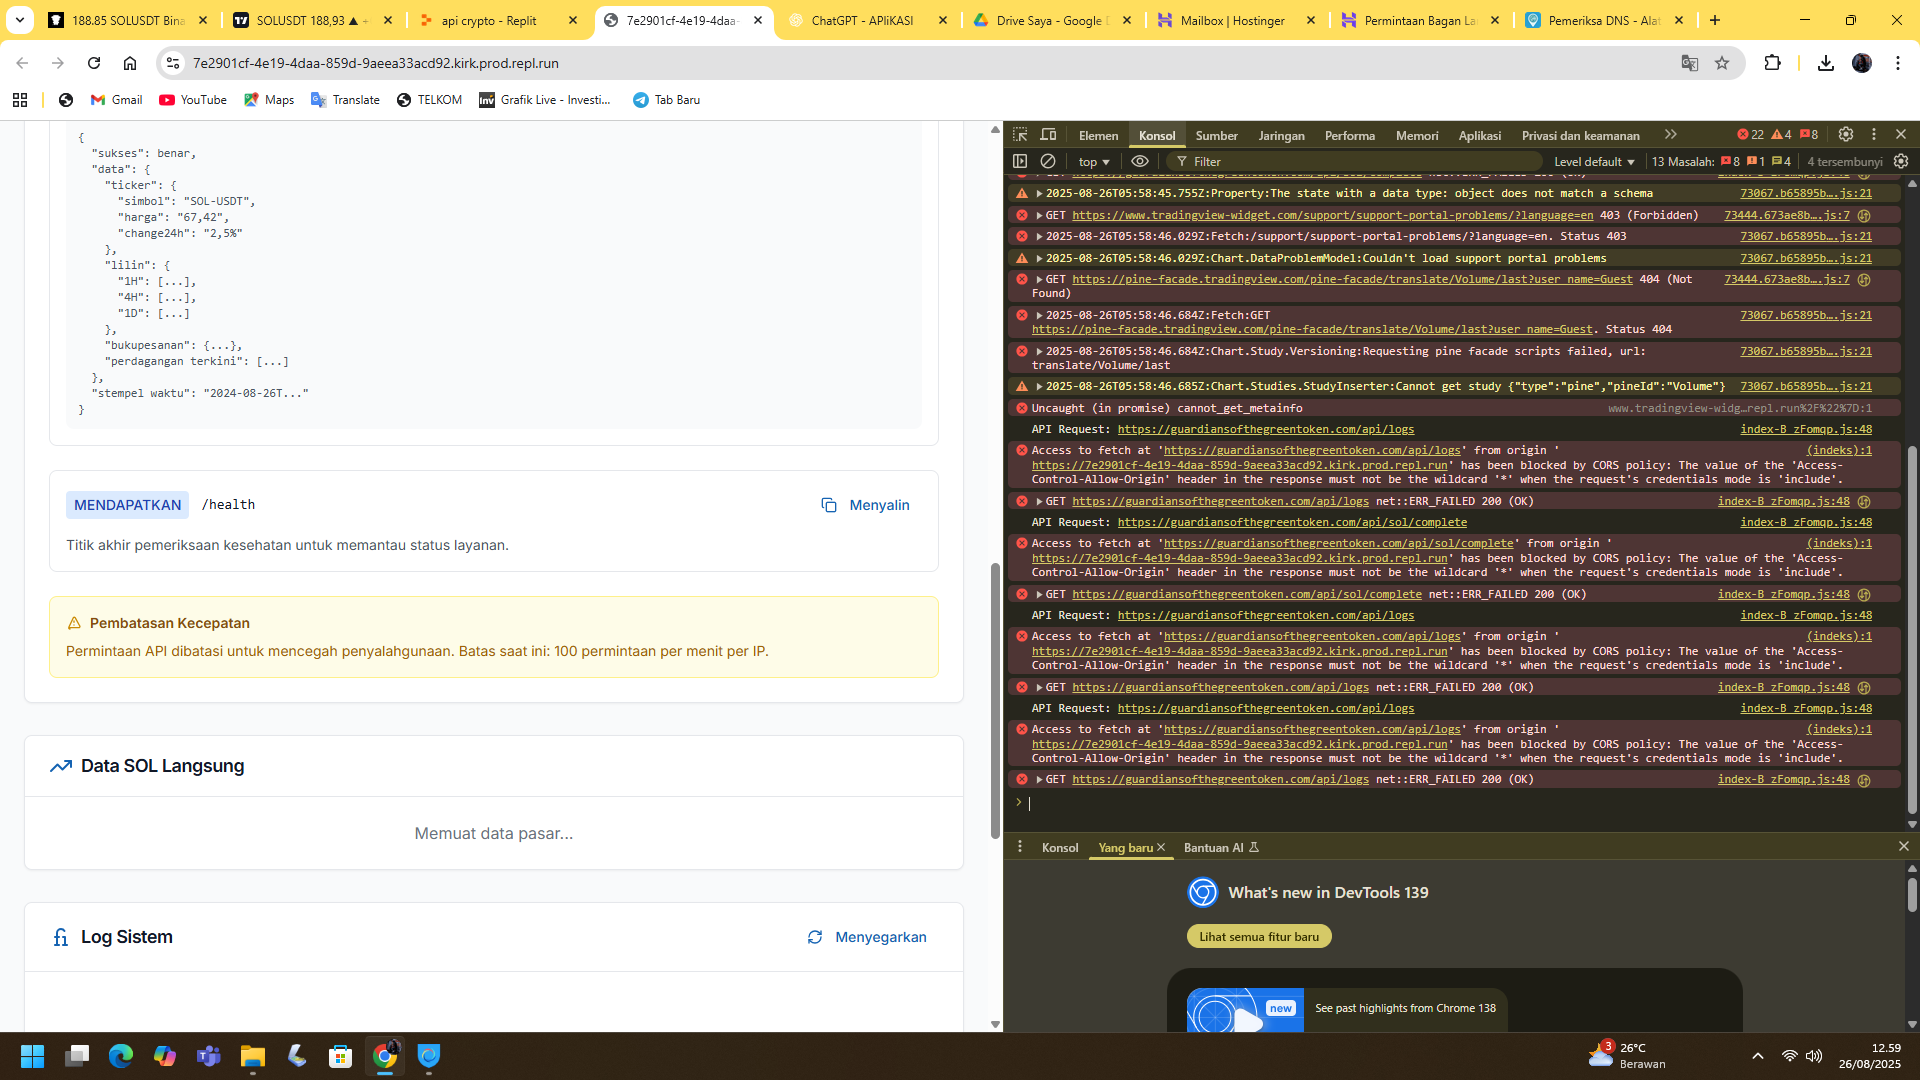 188.85 SOLUSDT Bina
SOLUSDT 188,93 ▲ +
api crypto - Replit
7e2901cf-4e19-4daa-
ChatGPT - APliKASI
Drive Saya - Google D
Mailbox | Hostinger
Permintaan Bagan La
Pemeriksa DNS - Alat
7e2901cf-4e19-4daa-859d-9aeea33acd92.kirk.prod.repl.run
Gmail
YouTube
Maps
Translate
TELKOM
Grafik Live - Investi...
Tab Baru
{
"sukses": benar,
"data": {
"ticker": {
"simbol": "SOL-USDT",
"harga": "67,42",
"change24h": "2,5%"
},
"lilin": {
"1H": [...],
"4H": [...],
"1D": [...]
},
"bukupesanan": {...},
"perdagangan terkini": [...]
},
"stempel waktu": "2024-08-26T..."
}
MENDAPATKAN /health
Menyalin
Titik akhir pemeriksaan kesehatan untuk memantau status layanan.
Pembatasan Kecepatan
Permintaan API dibatasi untuk mencegah penyalahgunaan. Batas saat ini: 100 permintaan per menit per IP.
Data SOL Langsung
Memuat data pasar...
Log Sistem
Menyegarkan
Elemen Konsol Sumber Jaringan Performa Memori Aplikasi Privasi dan keamanan
22 4 8
top
Filter
Level default
13 Masalah: 8 1 4
4 tersembunyi
2025-08-26T05:58:45.755Z:Property:The state with a data type: object does not match a schema 73067.b65895b….js:21
GET https://www.tradingview-widget.com/support/support-portal-problems/?language=en 403 (Forbidden) 73444.673ae8b….js:7
2025-08-26T05:58:46.029Z:Fetch:/support/support-portal-problems/?language=en. Status 403 73067.b65895b….js:21
2025-08-26T05:58:46.029Z:Chart.DataProblemModel:Couldn't load support portal problems 73067.b65895b….js:21
GET https://pine-facade.tradingview.com/pine-facade/translate/Volume/last?user_name=Guest 404 (Not 73444.673ae8b….js:7
Found)
2025-08-26T05:58:46.684Z:Fetch:GET 73067.b65895b….js:21
https://pine-facade.tradingview.com/pine-facade/translate/Volume/last?user_name=Guest. Status 404
2025-08-26T05:58:46.684Z:Chart.Study.Versioning:Requesting pine facade scripts failed, url: 73067.b65895b….js:21
translate/Volume/last
2025-08-26T05:58:46.685Z:Chart.Studies.StudyInserter:Cannot get study {"type":"pine","pineId":"Volume"} 73067.b65895b….js:21
Uncaught (in promise) cannot_get_metainfo www.tradingview-widg…repl.run%2F%22%7D:1
API Request: https://guardiansofthegreentoken.com/api/logs index-B_zFomqp.js:48
Access to fetch at 'https://guardiansofthegreentoken.com/api/logs' from origin ' (indeks):1
https://7e2901cf-4e19-4daa-859d-9aeea33acd92.kirk.prod.repl.run' has been blocked by CORS policy: The value of the 'Access-
Control-Allow-Origin' header in the response must not be the wildcard '*' when the request's credentials mode is 'include'.
GET https://guardiansofthegreentoken.com/api/logs net::ERR_FAILED 200 (OK) index-B_zFomqp.js:48
API Request: https://guardiansofthegreentoken.com/api/sol/complete index-B_zFomqp.js:48
Access to fetch at 'https://guardiansofthegreentoken.com/api/sol/complete' from origin ' (indeks):1
https://7e2901cf-4e19-4daa-859d-9aeea33acd92.kirk.prod.repl.run' has been blocked by CORS policy: The value of the 'Access-
Control-Allow-Origin' header in the response must not be the wildcard '*' when the request's credentials mode is 'include'.
GET https://guardiansofthegreentoken.com/api/sol/complete net::ERR_FAILED 200 (OK) index-B_zFomqp.js:48
API Request: https://guardiansofthegreentoken.com/api/logs index-B_zFomqp.js:48
Access to fetch at 'https://guardiansofthegreentoken.com/api/logs' from origin ' (indeks):1
https://7e2901cf-4e19-4daa-859d-9aeea33acd92.kirk.prod.repl.run' has been blocked by CORS policy: The value of the 'Access-
Control-Allow-Origin' header in the response must not be the wildcard '*' when the request's credentials mode is 'include'.
GET https://guardiansofthegreentoken.com/api/logs net::ERR_FAILED 200 (OK) index-B_zFomqp.js:48
API Request: https://guardiansofthegreentoken.com/api/logs index-B_zFomqp.js:48
Access to fetch at 'https://guardiansofthegreentoken.com/api/logs' from origin ' (indeks):1
https://7e2901cf-4e19-4daa-859d-9aeea33acd92.kirk.prod.repl.run' has been blocked by CORS policy: The value of the 'Access-
Control-Allow-Origin' header in the response must not be the wildcard '*' when the request's credentials mode is 'include'.
GET https://guardiansofthegreentoken.com/api/logs net::ERR_FAILED 200 (OK) index-B_zFomqp.js:48
Konsol
Yang baru
Bantuan AI
What's new in DevTools 139
Lihat semua fitur baru
new
See past highlights from Chrome 138
3
26°C
Berawan
12.59
26/08/2025